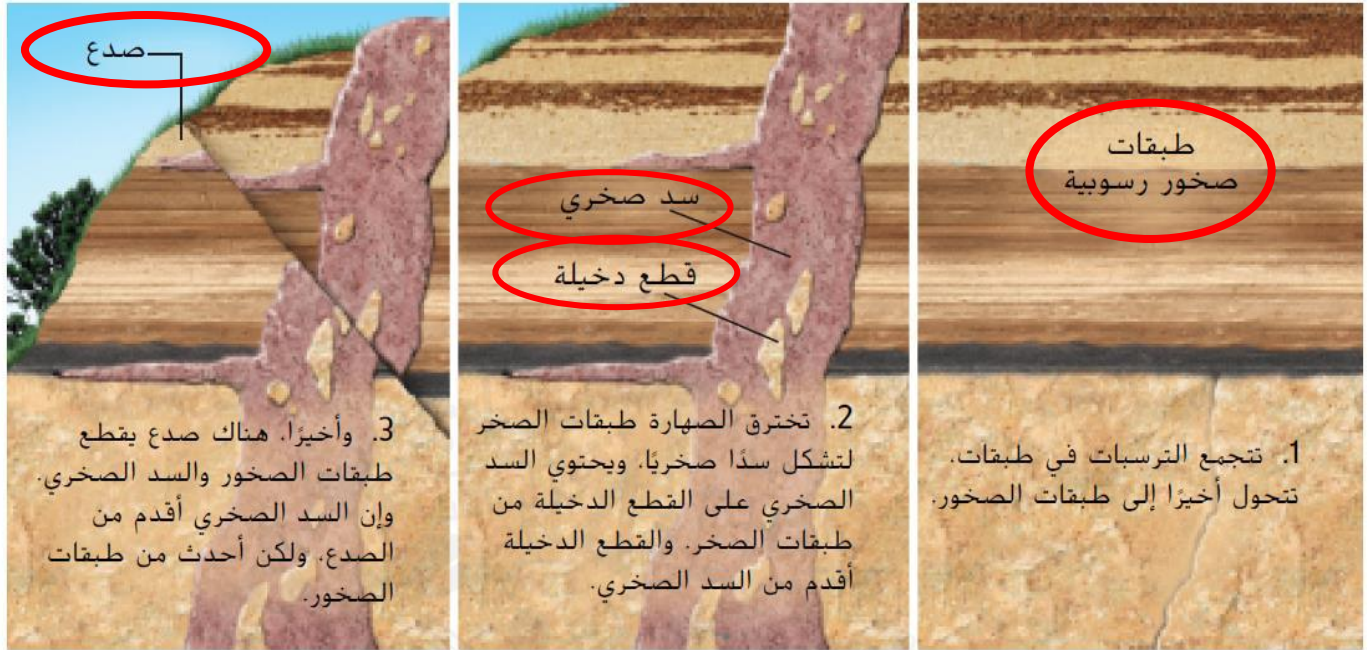 طبقات
صخور رسوبية
1. تتجمع الترسبات في طبقات،
تتحول أخيرًا إلى طبقات الصخور.
سد صخري
قطع دخيلة
2. تخترق الصهارة طبقات الصخر
لتشكل سدًا صخريًا، ويحتوي السد
الصخري على القطع الدخيلة من
طبقات الصخر. والقطع الدخيلة
أقدم من السد الصخري.
صدع
3. وأخيرًا، هناك صدع يقطع
طبقات الصخور والسد الصخري.
وإن السد الصخري أقدم من
الصدع، ولكن أحدث من طبقات
الصخور.